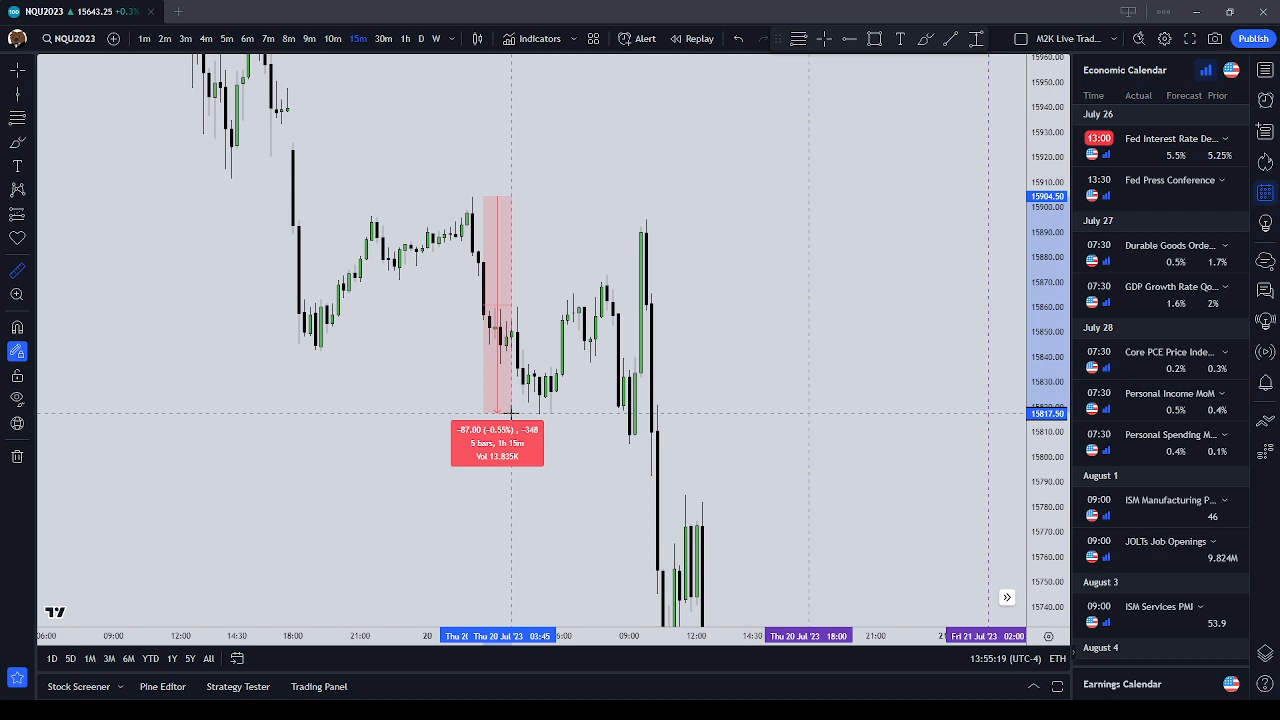 NQU2023 ▲ 15643.25 +0.3%
NQU2023
1m 2m 3m 4m 5m 6m 7m 8m 9m 10m 15m 30m 1h D W
Indicators
Alert
Replay
M2K Live Trad...
Publish
15960.00
15950.00
15940.00
15930.00
15920.00
15910.00
15904.50
15900.00
15890.00
15880.00
15870.00
15860.00
15850.00
15840.00
15830.00
15817.50
15810.00
15800.00
15790.00
15780.00
15770.00
15760.00
15750.00
15740.00
−87.00 (−0.55%) , −348
5 bars, 1h 15m
Vol 13.835K
06:00 09:00 12:00 14:30 18:00 21:00 20 Thu 20 Thu 20 Jul '23 03:45 6:00 09:00 12:00 14:30 Thu 20 Jul '23 18:00 21:00 Fri 21 Jul '23 02:00
1D 5D 1M 3M 6M YTD 1Y 5Y All
13:55:19 (UTC-4) ETH
Stock Screener Pine Editor Strategy Tester Trading Panel
Economic Calendar
Time Actual Forecast Prior
July 26
13:00 Fed Interest Rate De...
5.5% 5.25%
13:30 Fed Press Conference
July 27
07:30 Durable Goods Orde...
0.5% 1.7%
07:30 GDP Growth Rate Qo...
1.6% 2%
July 28
07:30 Core PCE Price Inde...
0.2% 0.3%
07:30 Personal Income MoM
0.5% 0.4%
07:30 Personal Spending M...
0.4% 0.1%
August 1
09:00 ISM Manufacturing P...
46
09:00 JOLTs Job Openings
9.824M
August 3
09:00 ISM Services PMI
53.9
August 4
Earnings Calendar